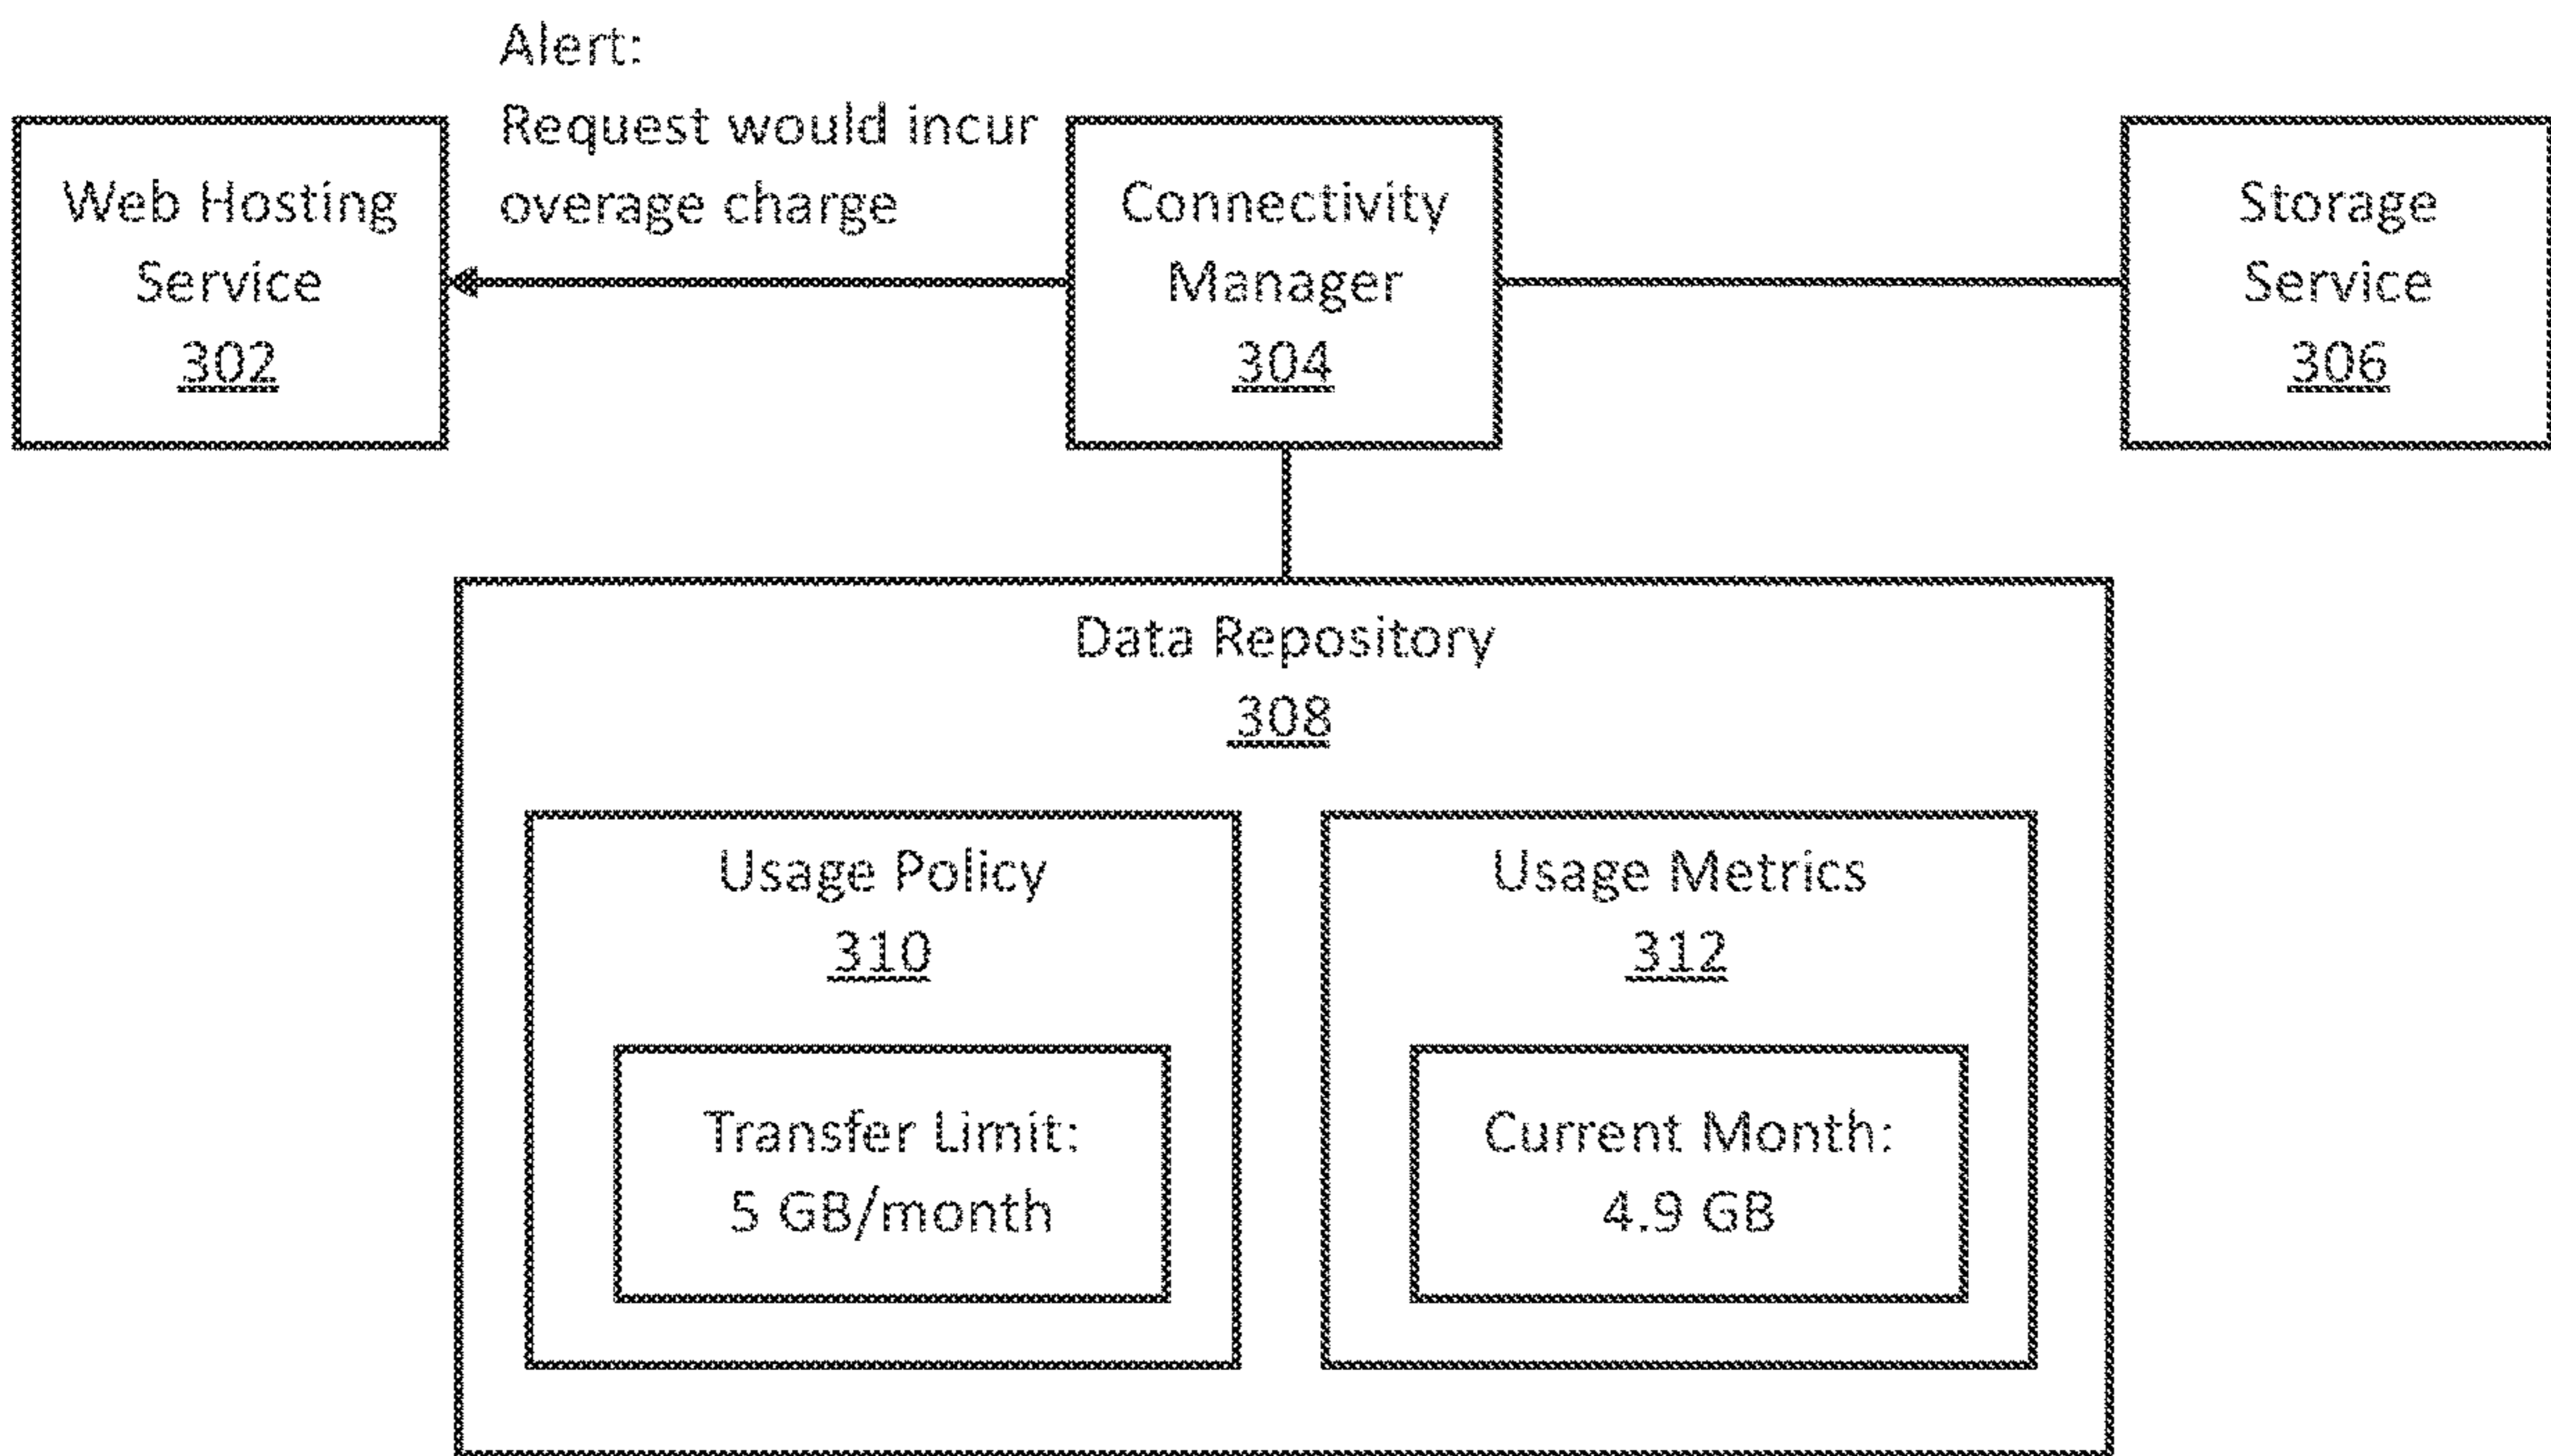 Alert:
Request would incur
overage charge
Web Hosting
Service
302
Connectivity
Manager
304
Storage
Service
306
Data Repository
308
Usage Policy
310
Transfer Limit:
5 GB/month
Usage Metrics
312
Current Month:
4.9 GB